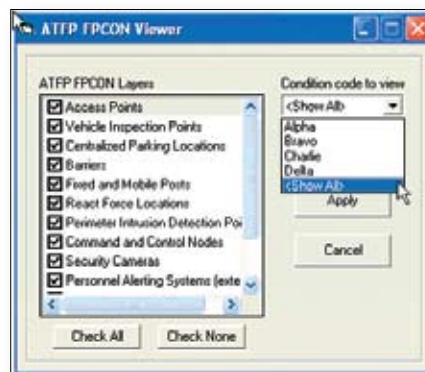 ATFP FPCON Viewer
ATFP FPCON Layers
Access Points
Vehicle Inspection Points
Centralized Parking Locations
Barriers
Fixed and Mobile Posts
React Force Locations
Perimeter Intrusion Detection Poi
Command and Control Nodes
Security Cameras
Personnel Alerting Systems (exte
Check All
Check None
Condition code to view
<Show All>
Alpha
Bravo
Charlie
Delta
<Show All>
Apply
Cancel